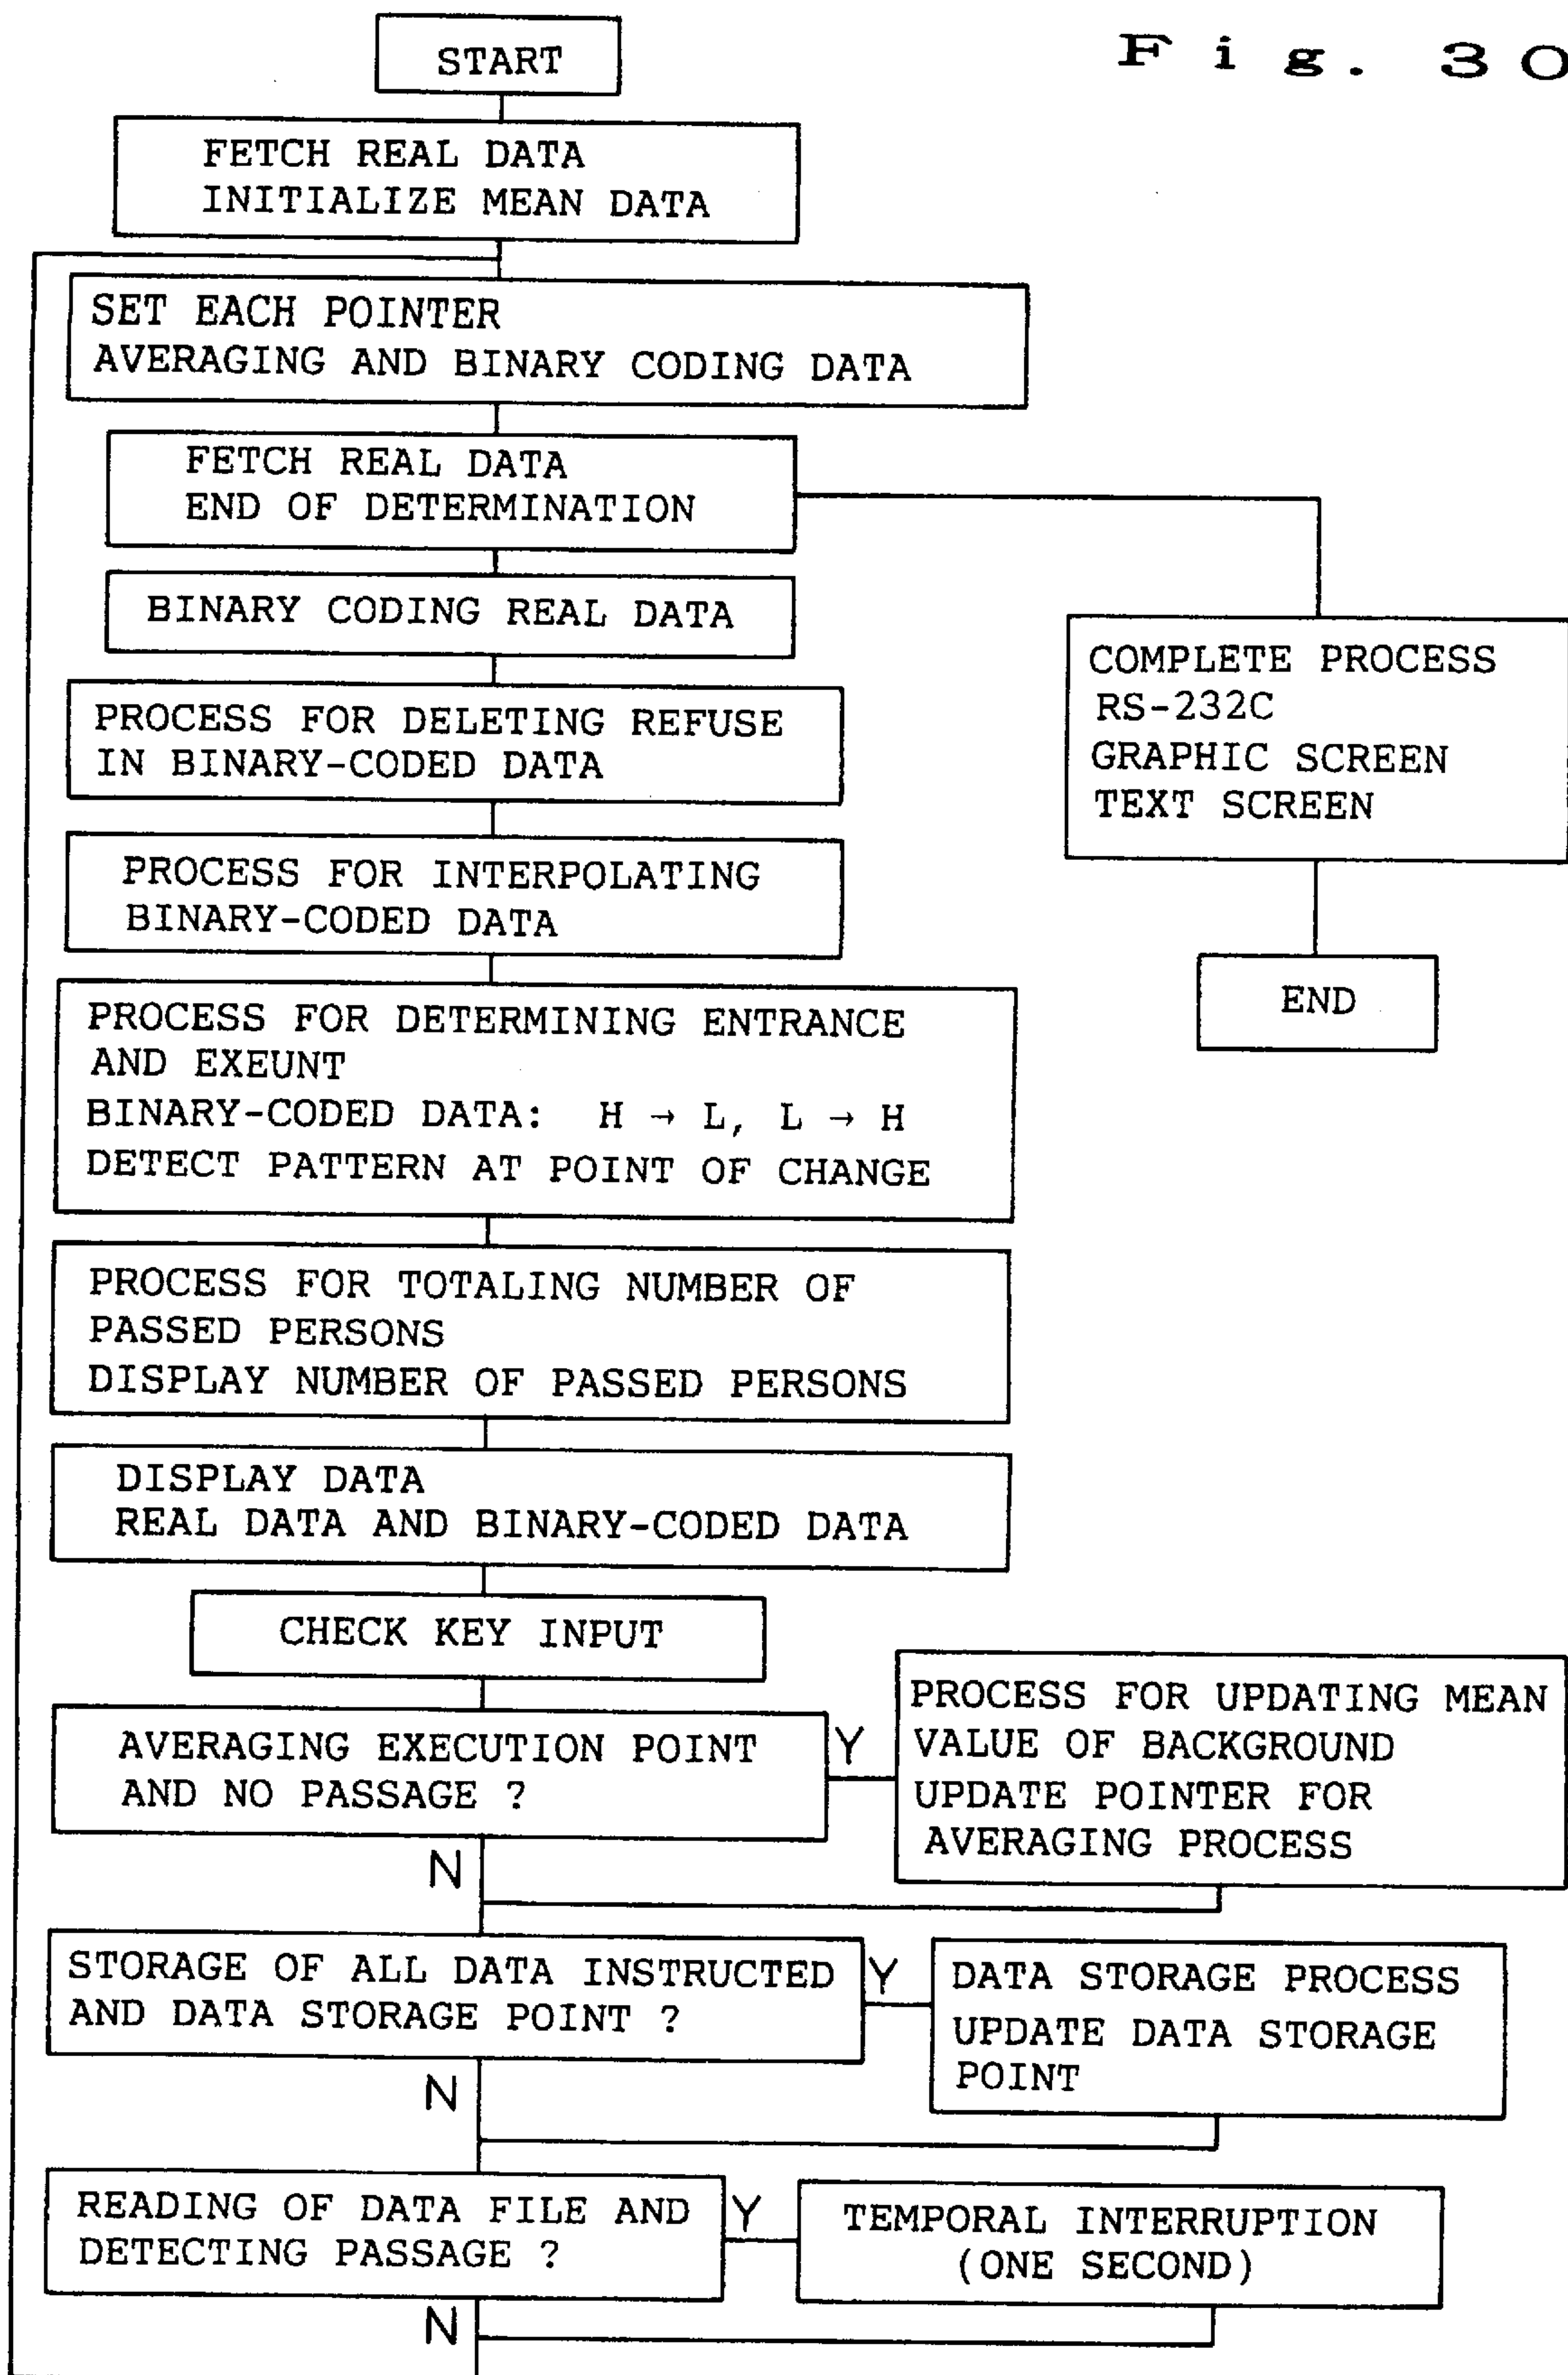 Fig. 30
START
FETCH REAL DATA
INITIALIZE MEAN DATA
SET EACH POINTER
AVERAGING AND BINARY CODING DATA
FETCH REAL DATA
END OF DETERMINATION
BINARY CODING REAL DATA
PROCESS FOR DELETING REFUSE
IN BINARY-CODED DATA
COMPLETE PROCESS
RS-232C
GRAPHIC SCREEN
TEXT SCREEN
END
PROCESS FOR INTERPOLATING
BINARY-CODED DATA
PROCESS FOR DETERMINING ENTRANCE
AND EXEUNT
BINARY-CODED DATA: H → L, L → H
DETECT PATTERN AT POINT OF CHANGE
PROCESS FOR TOTALING NUMBER OF
PASSED PERSONS
DISPLAY NUMBER OF PASSED PERSONS
DISPLAY DATA
REAL DATA AND BINARY-CODED DATA
CHECK KEY INPUT
AVERAGING EXECUTION POINT
AND NO PASSAGE ?
Y
PROCESS FOR UPDATING MEAN
VALUE OF BACKGROUND
UPDATE POINTER FOR
AVERAGING PROCESS
N
STORAGE OF ALL DATA INSTRUCTED
AND DATA STORAGE POINT ?
Y
DATA STORAGE PROCESS
UPDATE DATA STORAGE
POINT
N
READING OF DATA FILE AND
DETECTING PASSAGE ?
Y
TEMPORAL INTERRUPTION
(ONE SECOND)
N